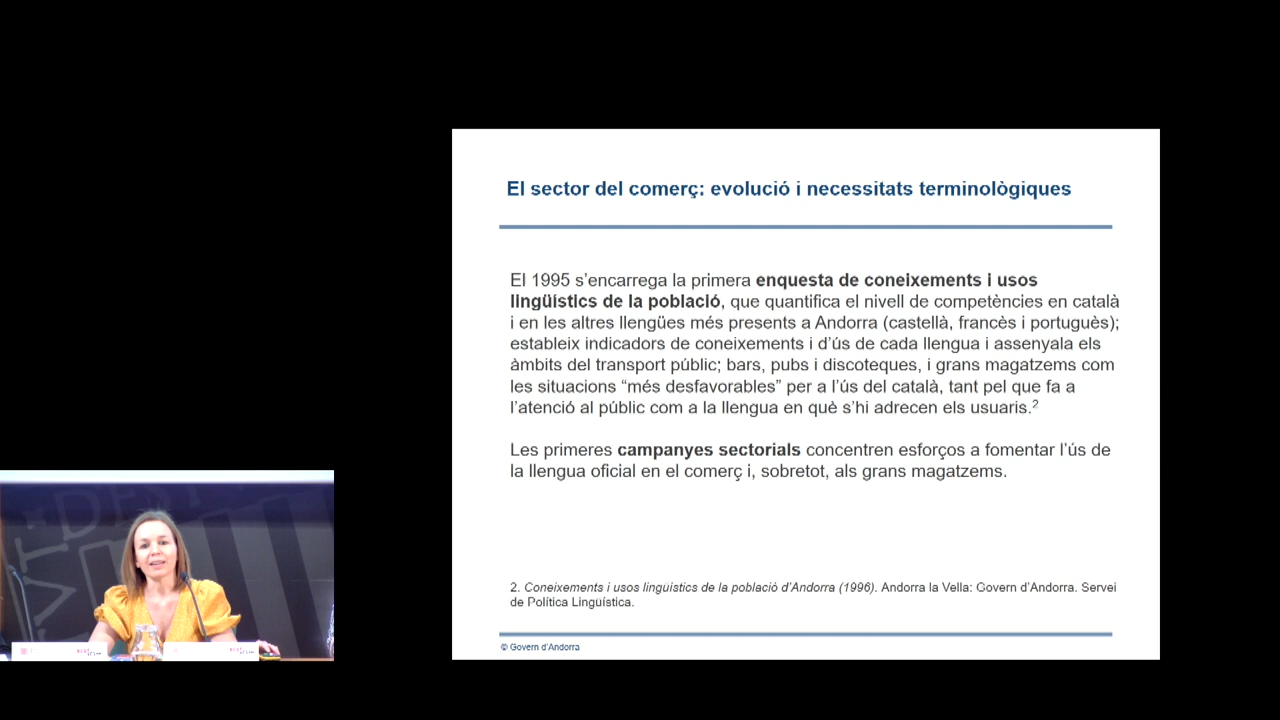 El sector del comerç: evolució i necessitats terminològiques
El 1995 s'encarrega la primera enquesta de coneixements i usos
lingüístics de la població, que quantifica el nivell de competències en català
i en les altres llengües més presents a Andorra (castellà, francès i portuguès);
estableix indicadors de coneixements i d'ús de cada llengua i assenyala els
àmbits del transport públic; bars, pubs i discoteques, i grans magatzems com
les situacions “més desfavorables” per a l'ús del català, tant pel que fa a
l'atenció al públic com a la llengua en què s'hi adrecen els usuaris.²
Les primeres campanyes sectorials concentren esforços a fomentar l'ús de
la llengua oficial en el comerç i, sobretot, als grans magatzems.
2. Coneixements i usos lingüístics de la població d'Andorra (1996). Andorra la Vella: Govern d'Andorra. Servei
de Política Lingüística.
© Govern d'Andorra